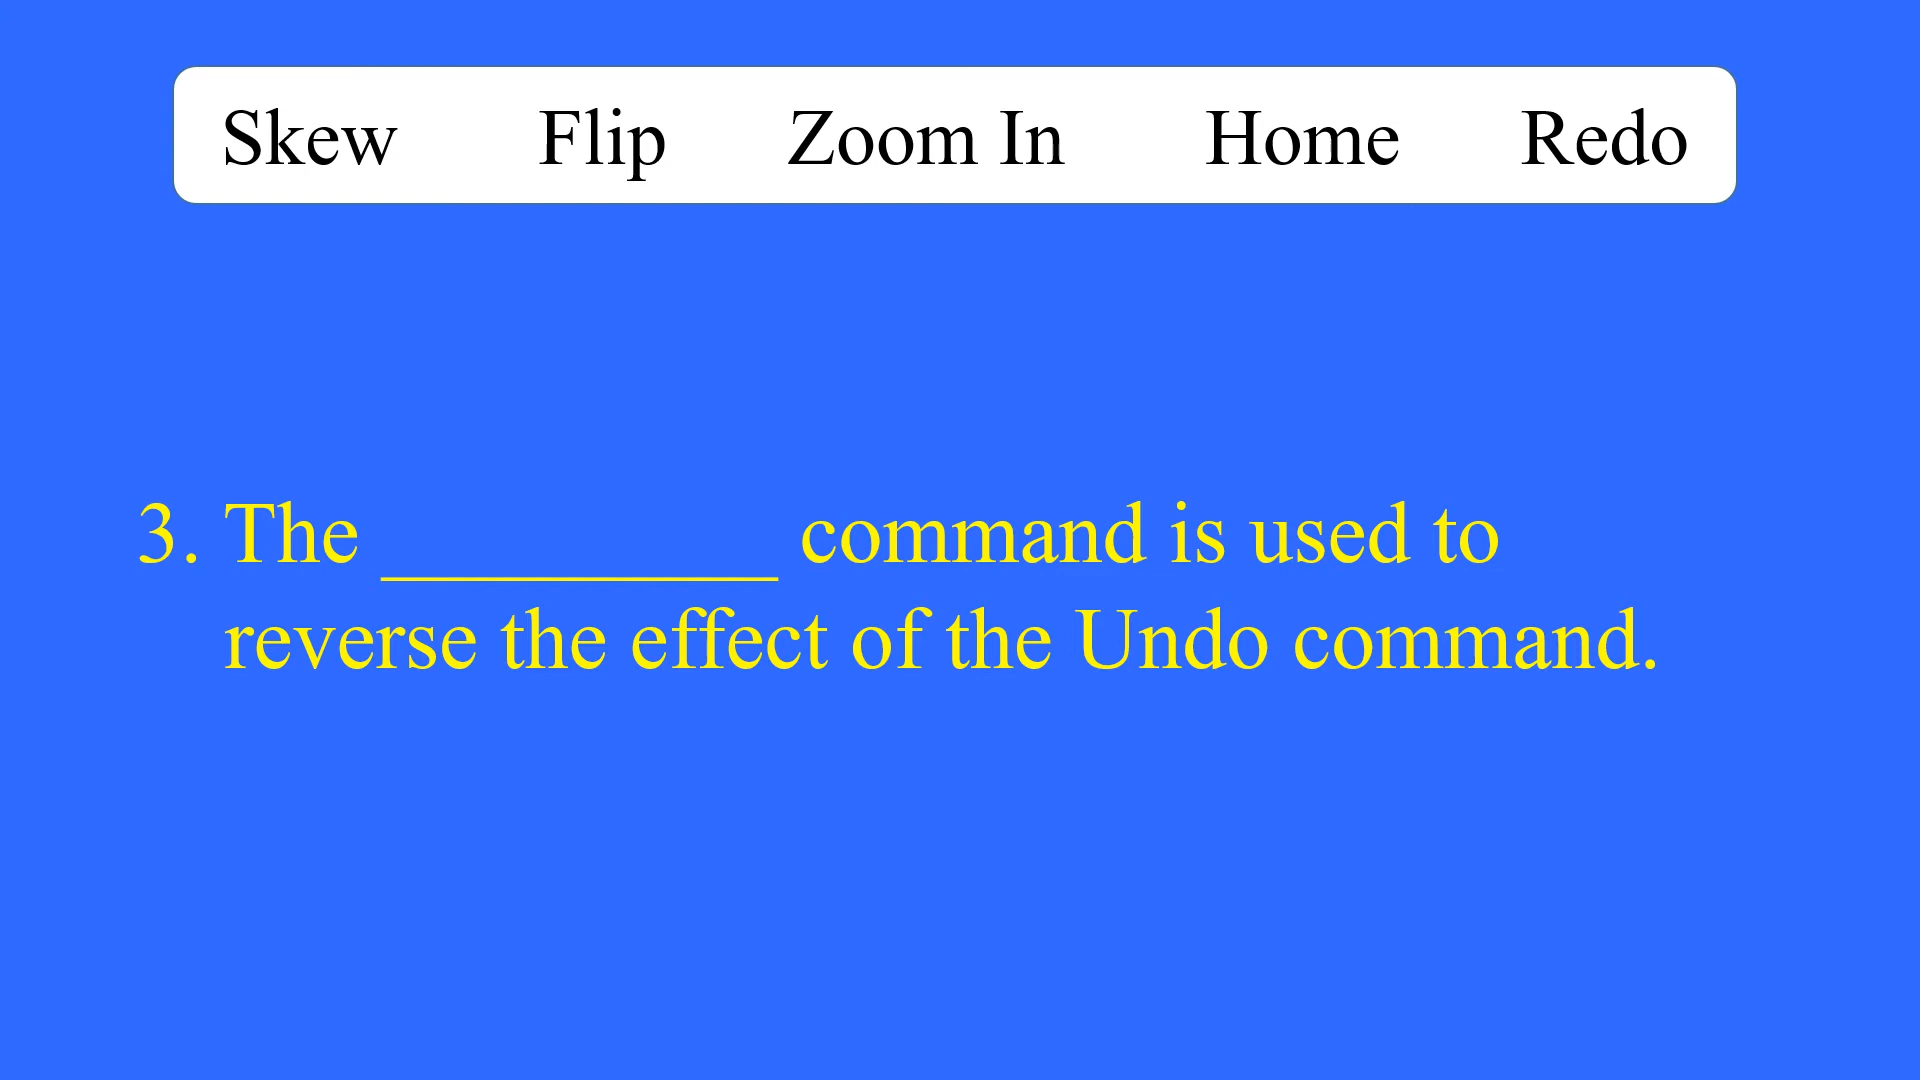 Skew Flip Zoom In Home Redo
3. The __________ command is used to
reverse the effect of the Undo command.